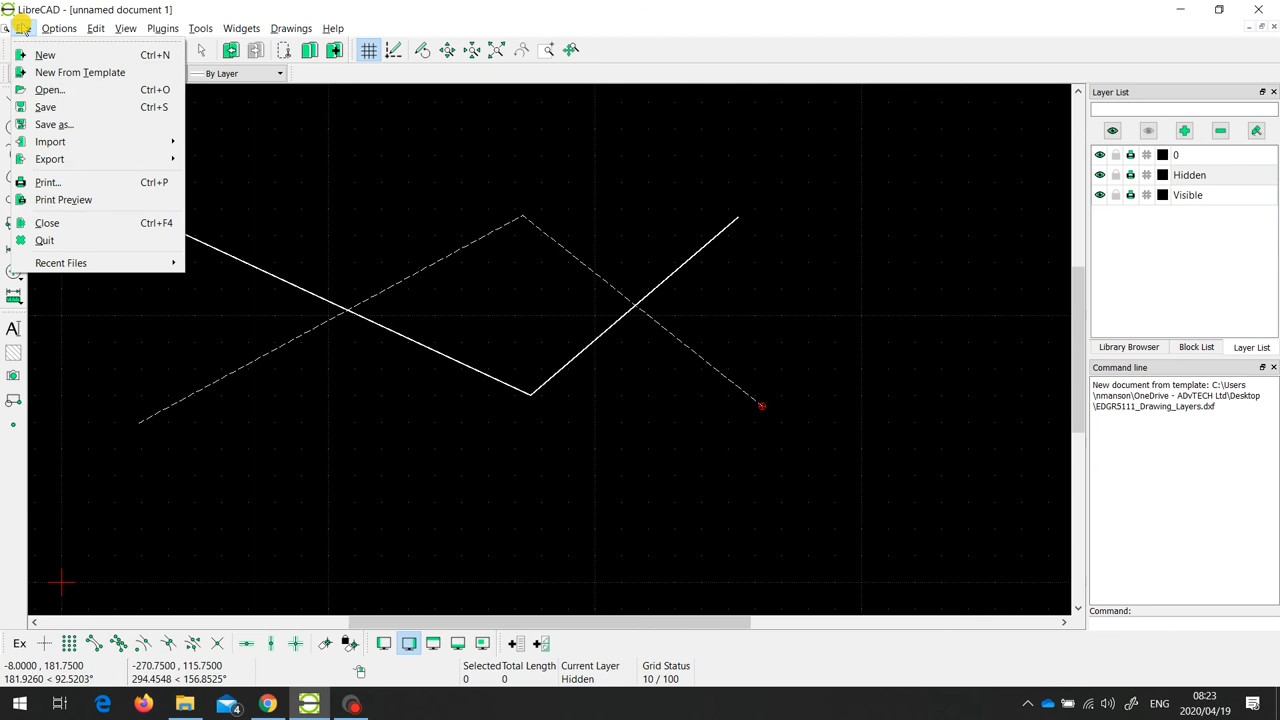 LibreCAD - [unnamed document 1]
Options Edit View Plugins Tools Widgets Drawings Help
New Ctrl+N
New From Template
Open... Ctrl+O
Save Ctrl+S
Save as...
Import
Export
Print... Ctrl+P
Print Preview
Close Ctrl+F4
Quit
Recent Files
By Layer
Layer List
0
Hidden
Visible
Library Browser Block List Layer List
Command line
New document from template: C:\Users
\nmanson\OneDrive - ADvTECH Ltd\Desktop
\EDGR5111_Drawing_Layers.dxf
Command:
Ex
-8.0000 , 181.7500 -270.7500 , 115.7500 Selected Total Length Current Layer Grid Status
181.9260 < 92.5203° 294.4548 < 156.8525° 0 0 Hidden 10 / 100
4
ENG
08:23
2020/04/19